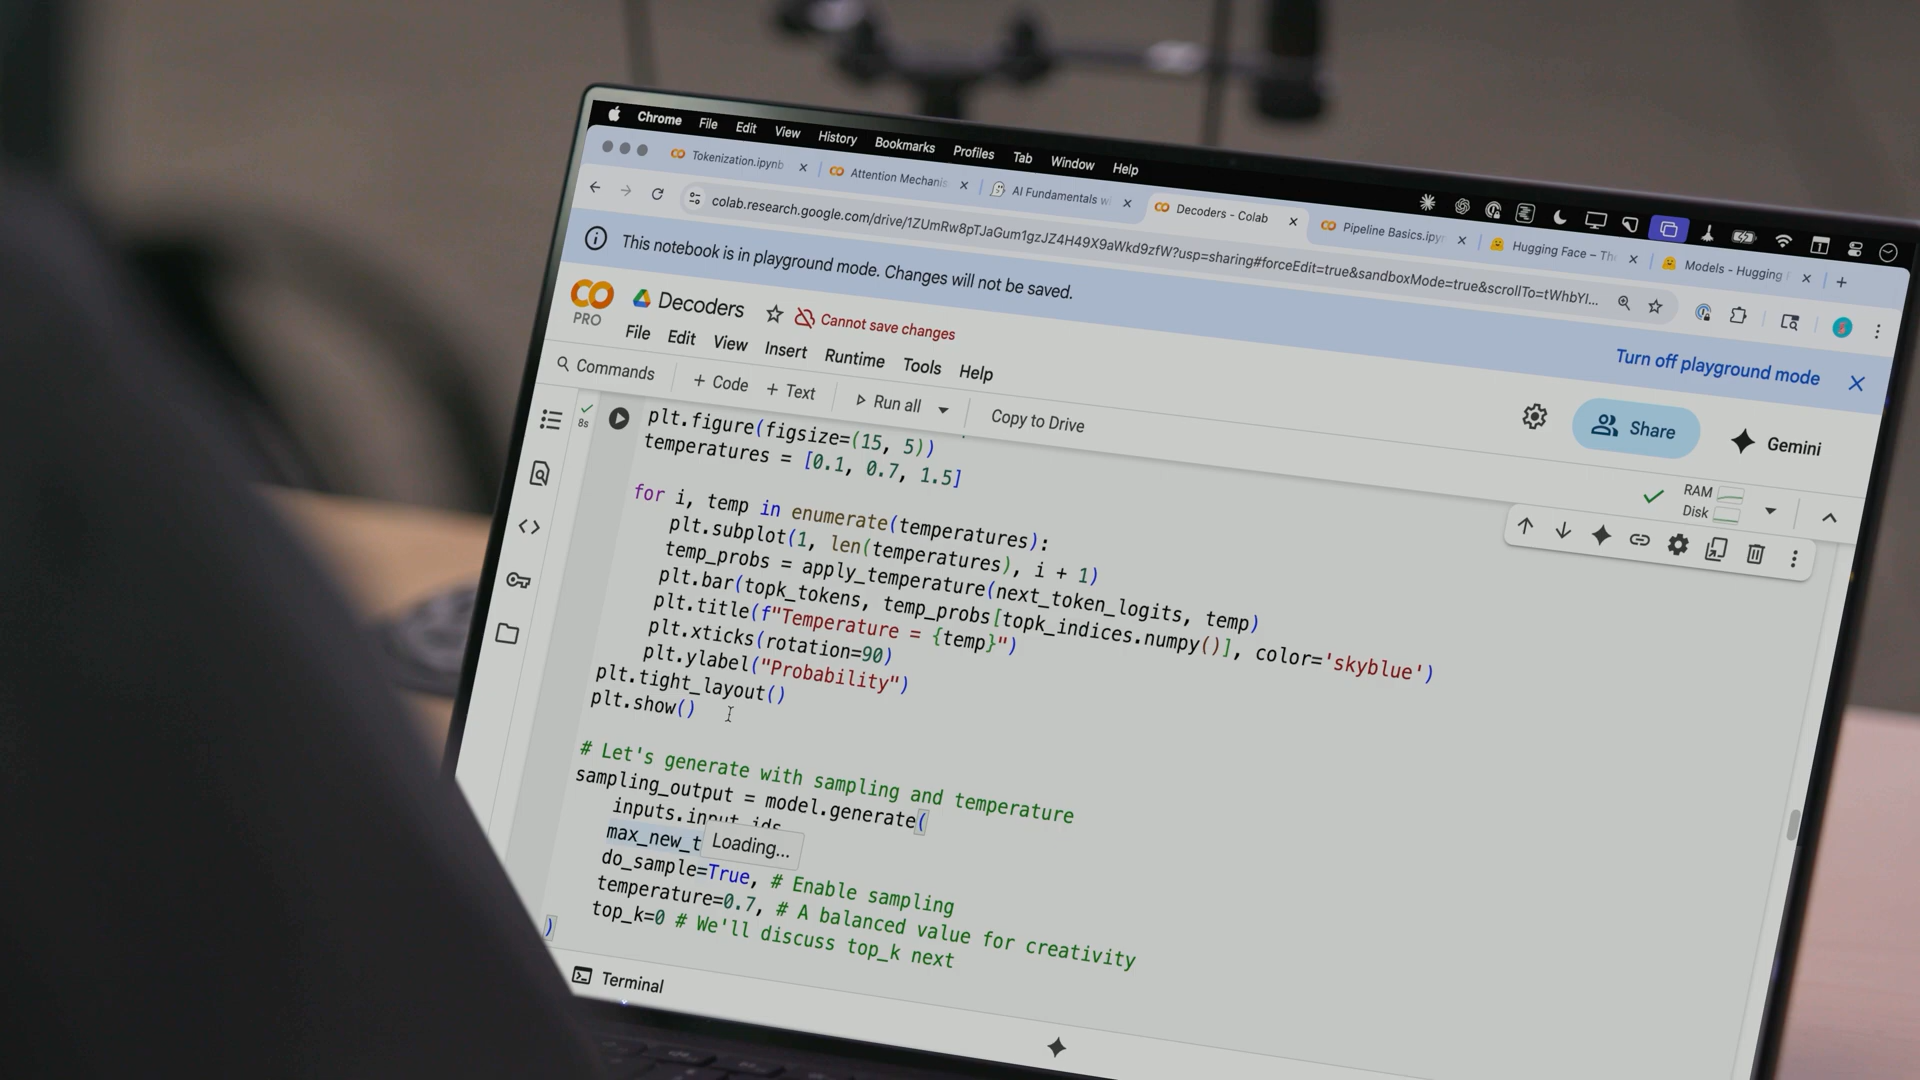 Chrome File Edit View History Bookmarks Profiles Tab Window Help
Tokenization.ipynb
Attention Mechanis
AI Fundamentals w
Decoders - Colab
Pipeline Basics.ipy
Hugging Face – Th
Models - Hugging
colab.research.google.com/drive/1ZUmRw8pTJaGum1gzJZ4H49X9aWkd9zfW?usp=sharing#forceEdit=true&sandboxMode=true&scrollTo=tWhbYl...
This notebook is in playground mode. Changes will not be saved.
Turn off playground mode
CO PRO
Decoders
Cannot save changes
File Edit View Insert Runtime Tools Help
Share
Gemini
Commands
+ Code + Text
Run all
Copy to Drive
RAM
Disk
8s
plt.figure(figsize=(15, 5))
temperatures = [0.1, 0.7, 1.5]
for i, temp in enumerate(temperatures):
plt.subplot(1, len(temperatures), i + 1)
temp_probs = apply_temperature(next_token_logits, temp)
plt.bar(topk_tokens, temp_probs[topk_indices.numpy()], color='skyblue')
plt.title(f"Temperature = {temp}")
plt.xticks(rotation=90)
plt.ylabel("Probability")
plt.tight_layout()
plt.show()
# Let's generate with sampling and temperature
sampling_output = model.generate(
inputs.input_ids
max_new_t
Loading...
do_sample=True, # Enable sampling
temperature=0.7, # A balanced value for creativity
top_k=0 # We'll discuss top_k next
)
Terminal